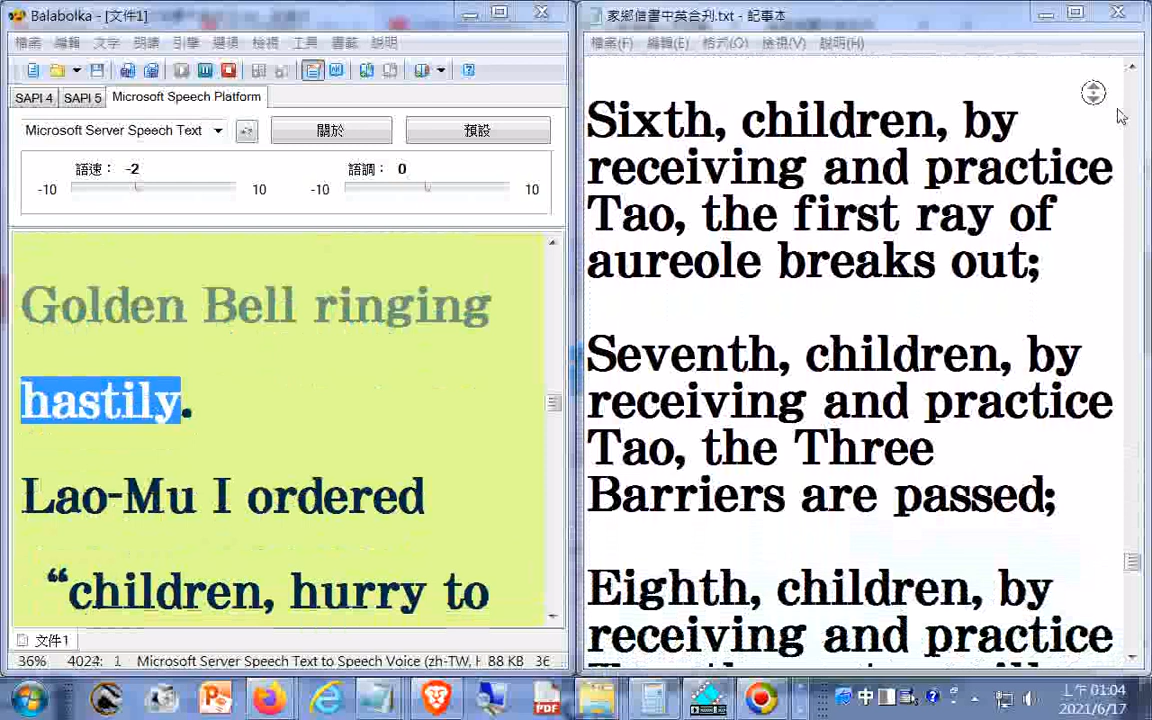 Balabolka - [文件1]
檔案 編輯 文字 朗讀 引擎 選項 檢視 工具 書籤 說明
SAPI 4 SAPI 5 Microsoft Speech Platform
Microsoft Server Speech Text
關於
預設
語速： -2
語調： 0
-10 10
-10 10
Golden Bell ringing
hastily.
Lao-Mu I ordered
“children, hurry to
文件1
36% 4024: 1 Microsoft Server Speech Text to Speech Voice (zh-TW, H 88 KB 36
家鄉信書中英合刊.txt - 記事本
檔案(F) 編輯(E) 格式(O) 檢視(V) 說明(H)
Sixth, children, by
receiving and practice
Tao, the first ray of
aureole breaks out;
Seventh, children, by
receiving and practice
Tao, the Three
Barriers are passed;
Eighth, children, by
receiving and practice
中
上午 01:04
2021/6/17